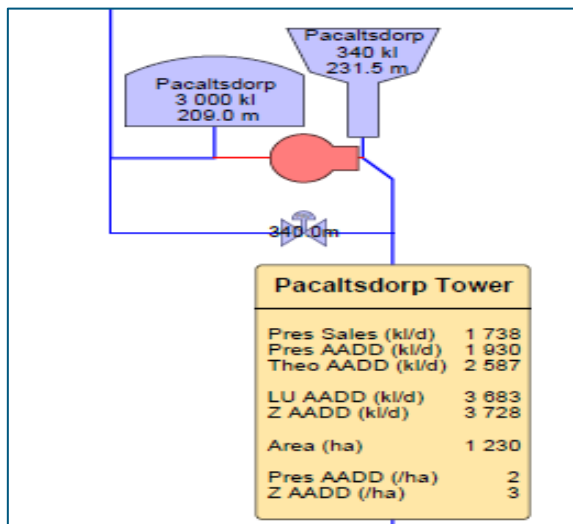 Pacaltsdorp
340 kl
231.5 m
Pacaltsdorp
3 000 kl
209.0 m
340.0m
Pacaltsdorp Tower
Pres Sales (kl/d) 1 738
Pres AADD (kl/d) 1 930
Theo AADD (kl/d) 2 587
LU AADD (kl/d) 3 683
Z AADD (kl/d) 3 728
Area (ha) 1 230
Pres AADD (/ha) 2
Z AADD (/ha) 3